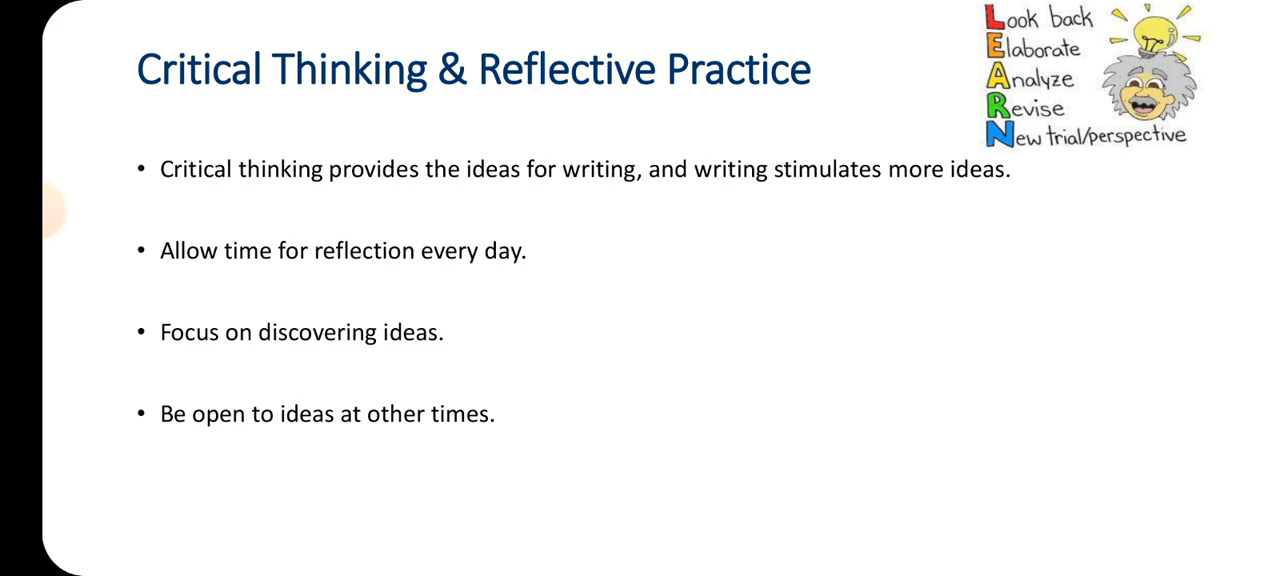 Critical Thinking & Reflective Practice
Look back
Elaborate
Analyze
Revise
New trial/perspective
• Critical thinking provides the ideas for writing, and writing stimulates more ideas.
• Allow time for reflection every day.
• Focus on discovering ideas.
• Be open to ideas at other times.